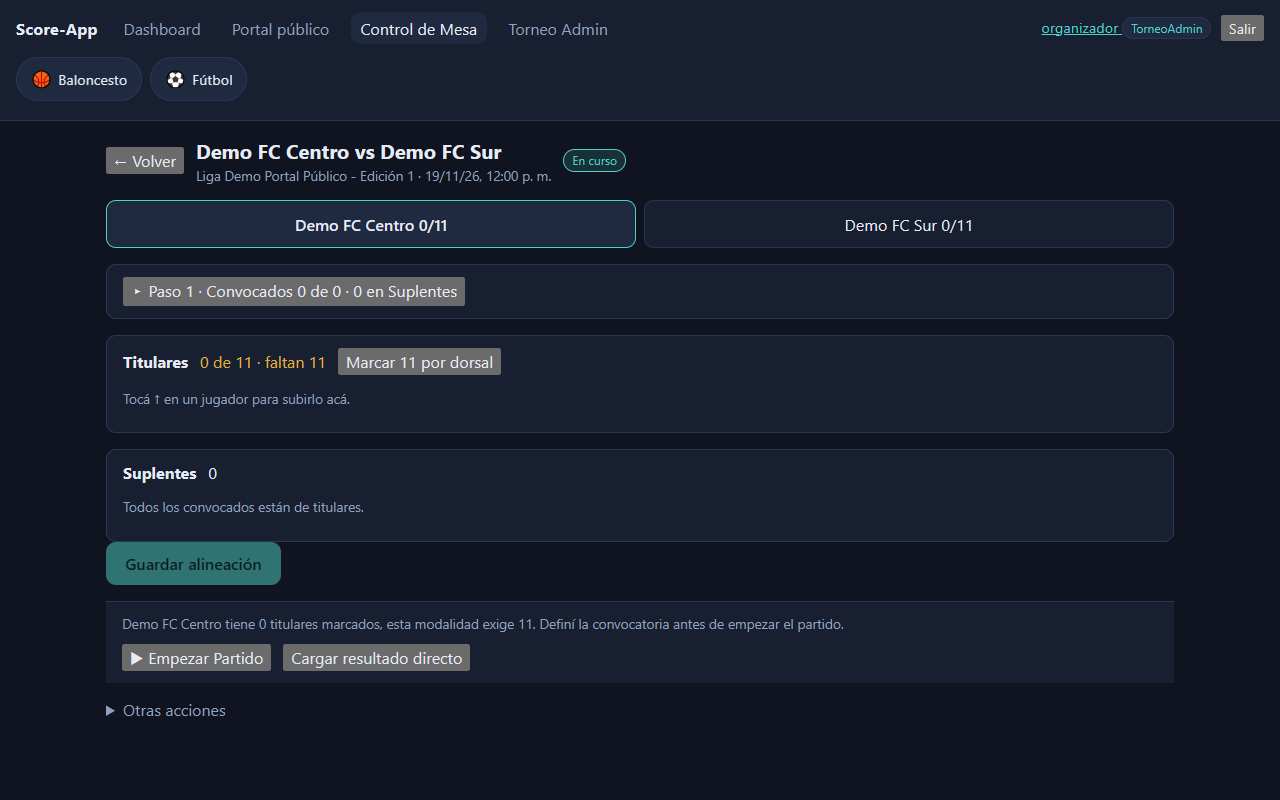 Score-App Dashboard Portal público Control de Mesa Torneo Admin organizador TorneoAdmin Salir
Baloncesto Fútbol
← Volver Demo FC Centro vs Demo FC Sur En curso
Liga Demo Portal Público - Edición 1 · 19/11/26, 12:00 p. m.
Demo FC Centro 0/11 Demo FC Sur 0/11
▸ Paso 1 · Convocados 0 de 0 · 0 en Suplentes
Titulares 0 de 11 · faltan 11 Marcar 11 por dorsal
Tocá ↑ en un jugador para subirlo acá.
Suplentes 0
Todos los convocados están de titulares.
Guardar alineación
Demo FC Centro tiene 0 titulares marcados, esta modalidad exige 11. Definí la convocatoria antes de empezar el partido.
▶ Empezar Partido Cargar resultado directo
▶ Otras acciones